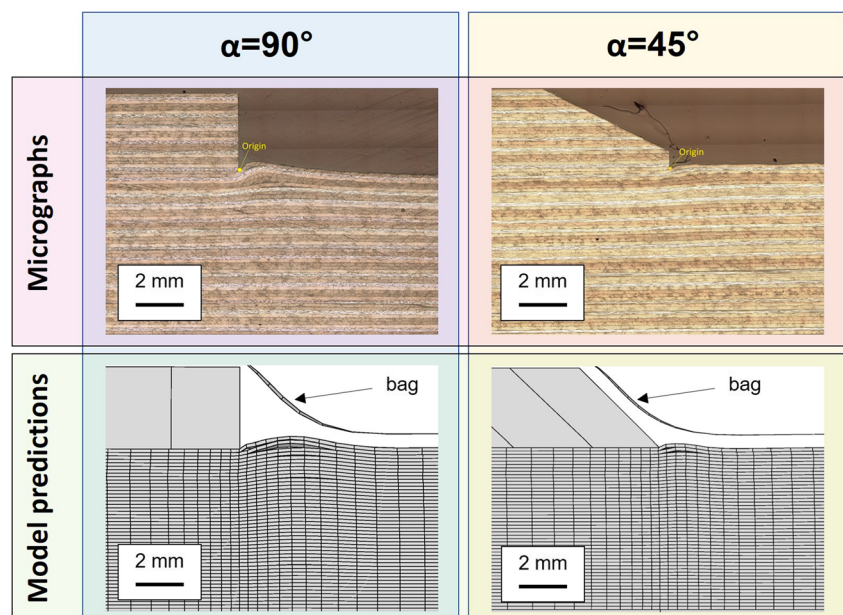 α=90°
α=45°
Micrographs
Origin
2 mm
Origin
2 mm
Model predictions
bag
2 mm
bag
2 mm